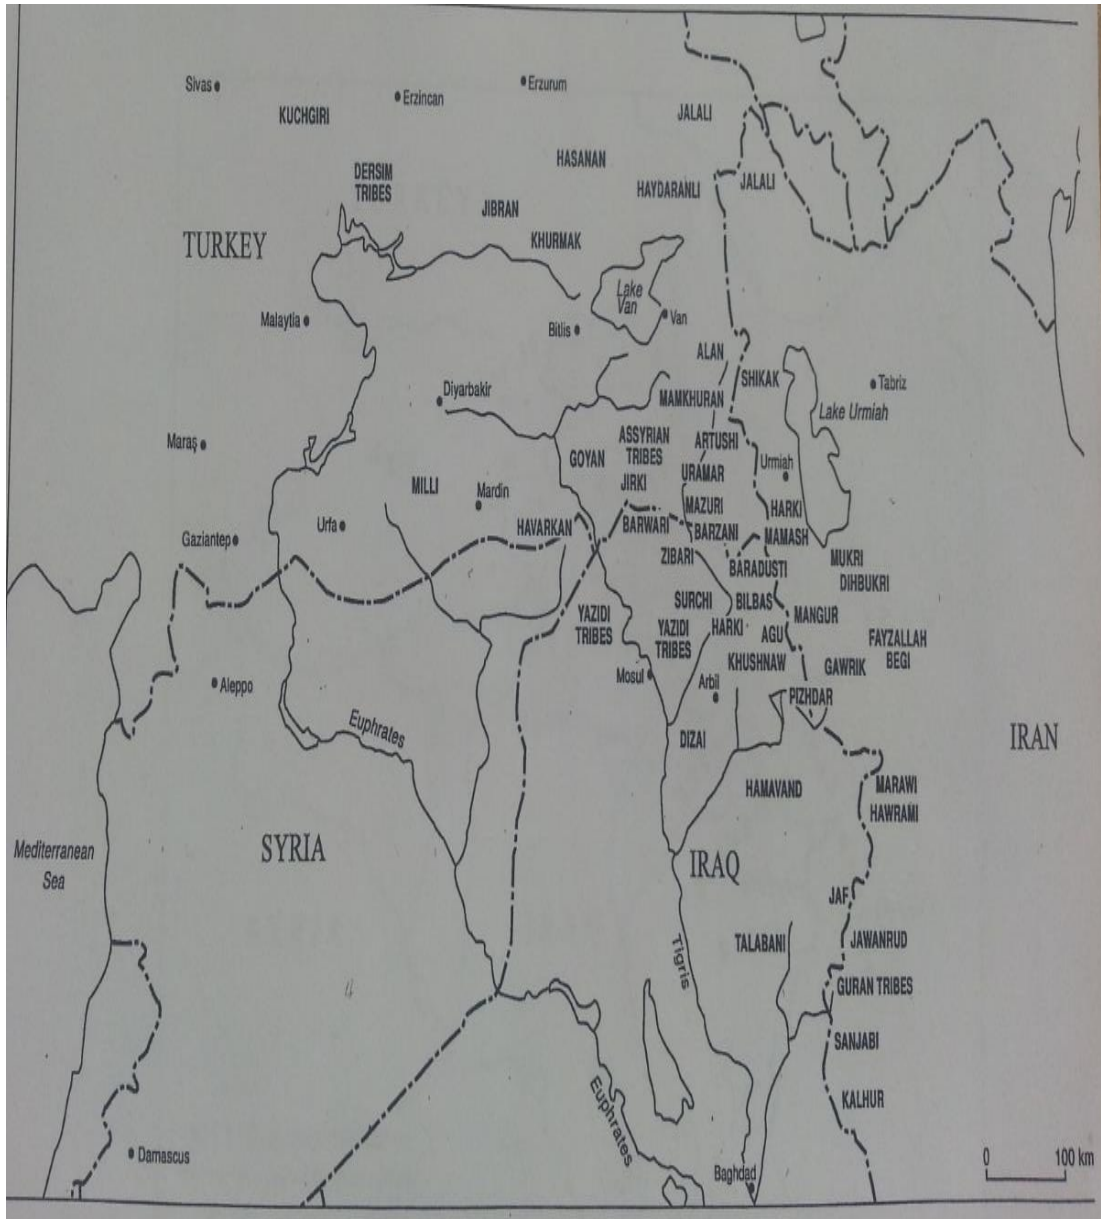 Sivas
Erzincan
Erzurum
KUCHGIRI
JALALI
HASANAN
DERSIM
TRIBES
HAYDARANLI
JALALI
JIBRAN
KHURMAK
TURKEY
Lake
Van
Van
Malaytia
Bitlis
ALAN
SHIKAK
Tabriz
Diyarbakir
MAMKHURAN
Lake Urmiah
Maraş
ASSYRIAN
TRIBES
ARTUSHI
GOYAN
Urmiah
URAMAR
JIRKI
MILLI
Mardin
MAZURI
HARKI
Urfa
HAVARKAN
BARWARI
BARZANI
MAMASH
Gaziantep
ZIBARI
MUKRI
BARADUSTI
DIHBUKRI
SURCHI
BILBAS
YAZIDI
TRIBES
MANGUR
YAZIDI
TRIBES
HARKI
AGU
FAYZALLAH
BEGI
KHUSHNAW
GAWRIK
Mosul
Arbil
Aleppo
PIZHDAR
Euphrates
DIZAI
IRAN
HAMAVAND
MARAWI
HAWRAMI
Mediterranean
Sea
SYRIA
IRAQ
JAF
TALABANI
JAWANRUD
Tigris
GURAN TRIBES
SANJABI
Euphrates
KALHUR
Damascus
Baghdad
0 100 km